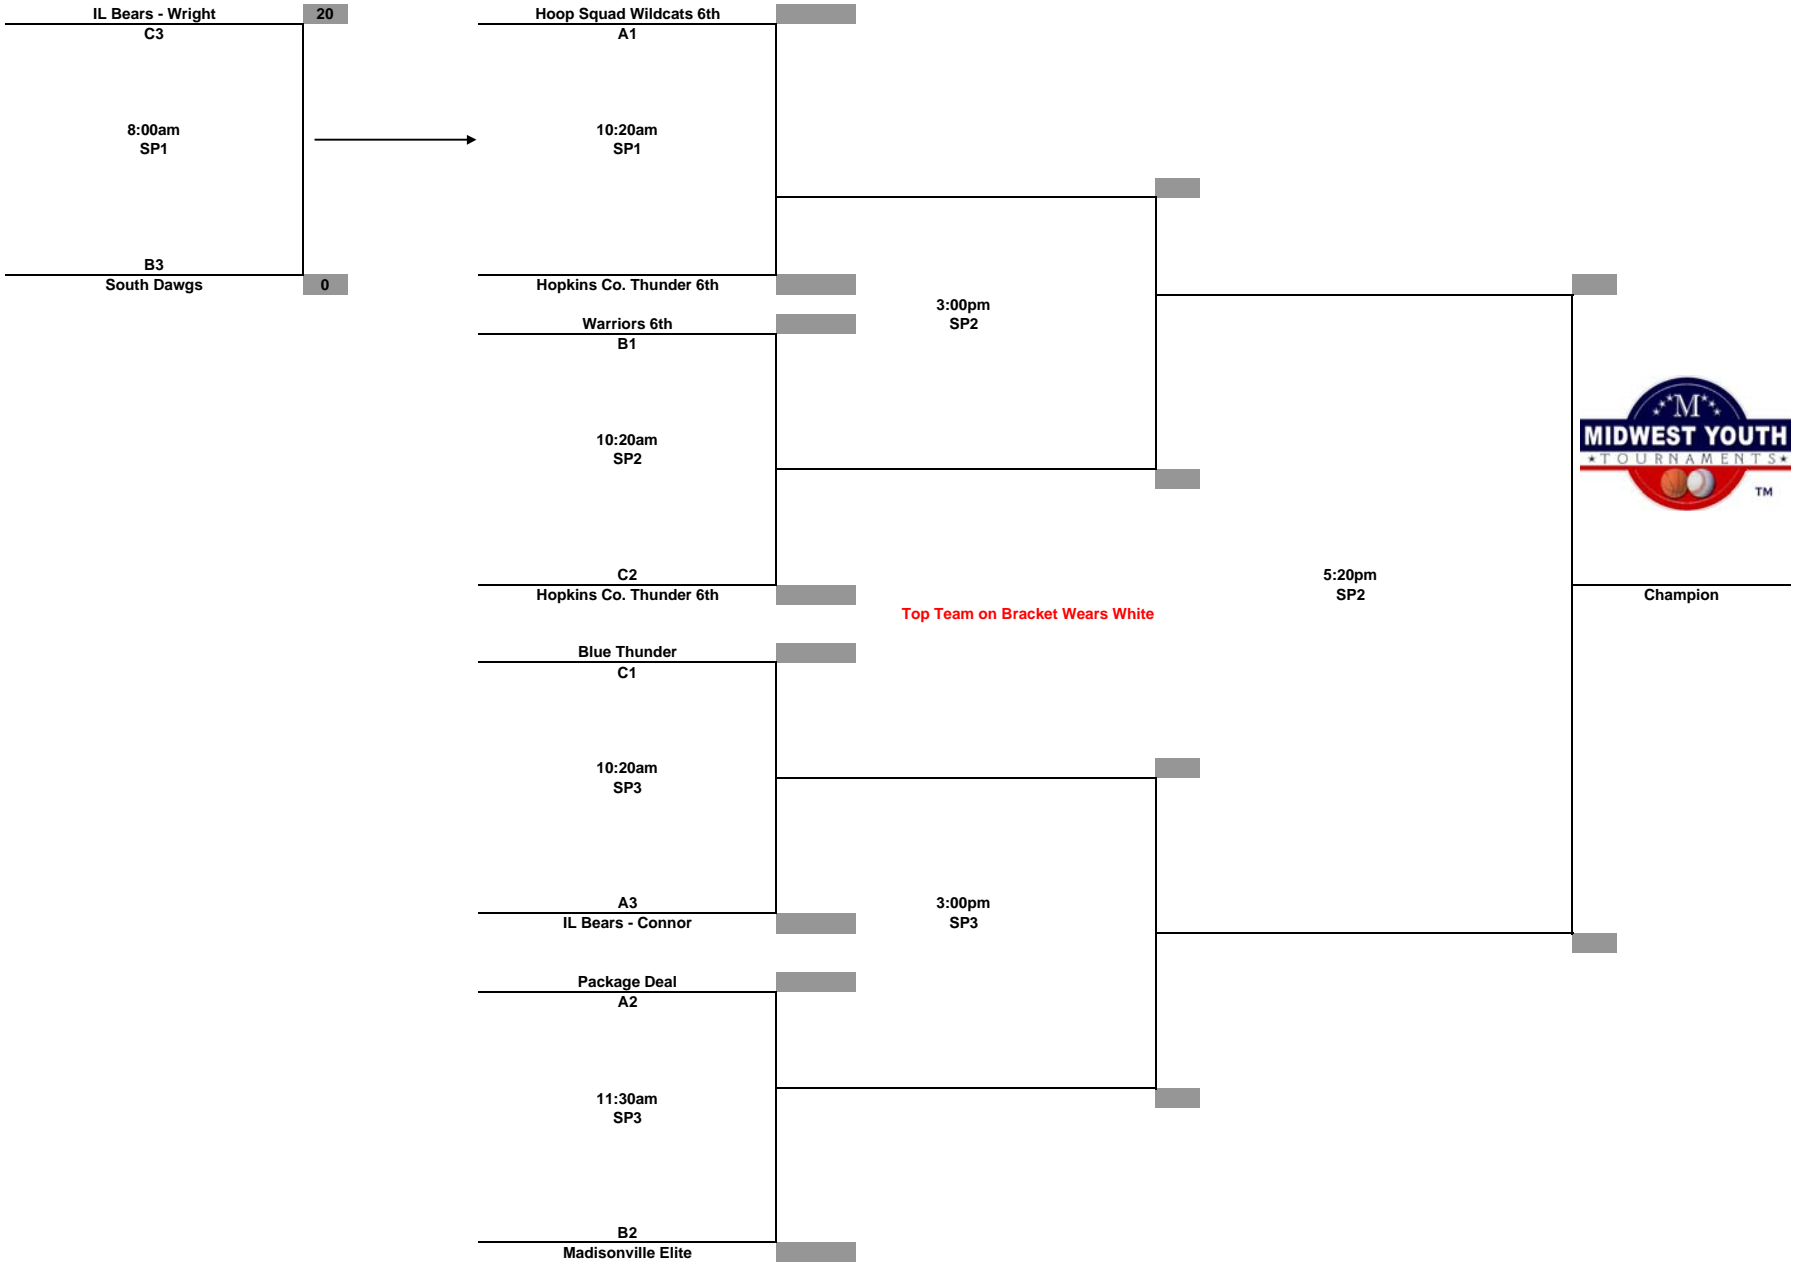 IL Bears - Wright
20
C3
8:00am
SP1
B3
South Dawgs
0
Hoop Squad Wildcats 6th
A1
10:20am
SP1
Hopkins Co. Thunder 6th
Warriors 6th
B1
10:20am
SP2
C2
Hopkins Co. Thunder 6th
Blue Thunder
C1
10:20am
SP3
A3
IL Bears - Connor
Package Deal
A2
11:30am
SP3
B2
Madisonville Elite
3:00pm
SP2
Top Team on Bracket Wears White
3:00pm
SP3
5:20pm
SP2
M
MIDWEST YOUTH
TOURNAMENTS
TM
Champion